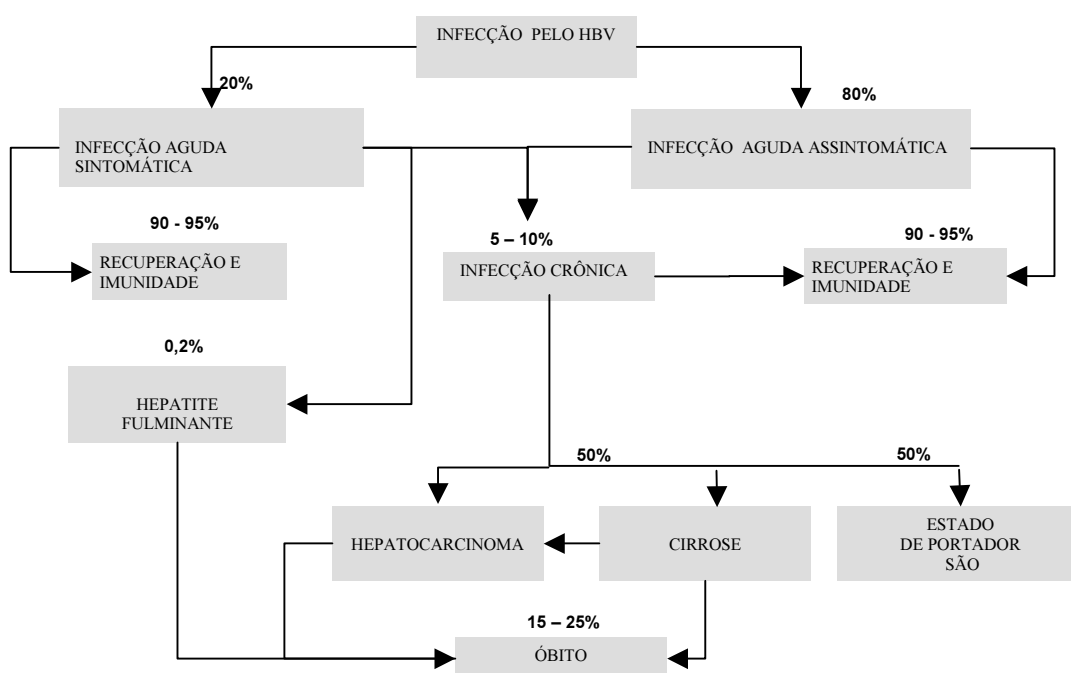 INFECÇÃO PELO HBV
20%
80%
INFECÇÃO AGUDA
SINTOMÁTICA
INFECÇÃO AGUDA ASSINTOMÁTICA
90 - 95%
RECUPERAÇÃO E
IMUNIDADE
5 – 10%
INFECÇÃO CRÔNICA
90 - 95%
RECUPERAÇÃO E
IMUNIDADE
0,2%
HEPATITE
FULMINANTE
50%
50%
HEPATOCARCINOMA
CIRROSE
ESTADO
DE PORTADOR
SÃO
15 – 25%
ÓBITO